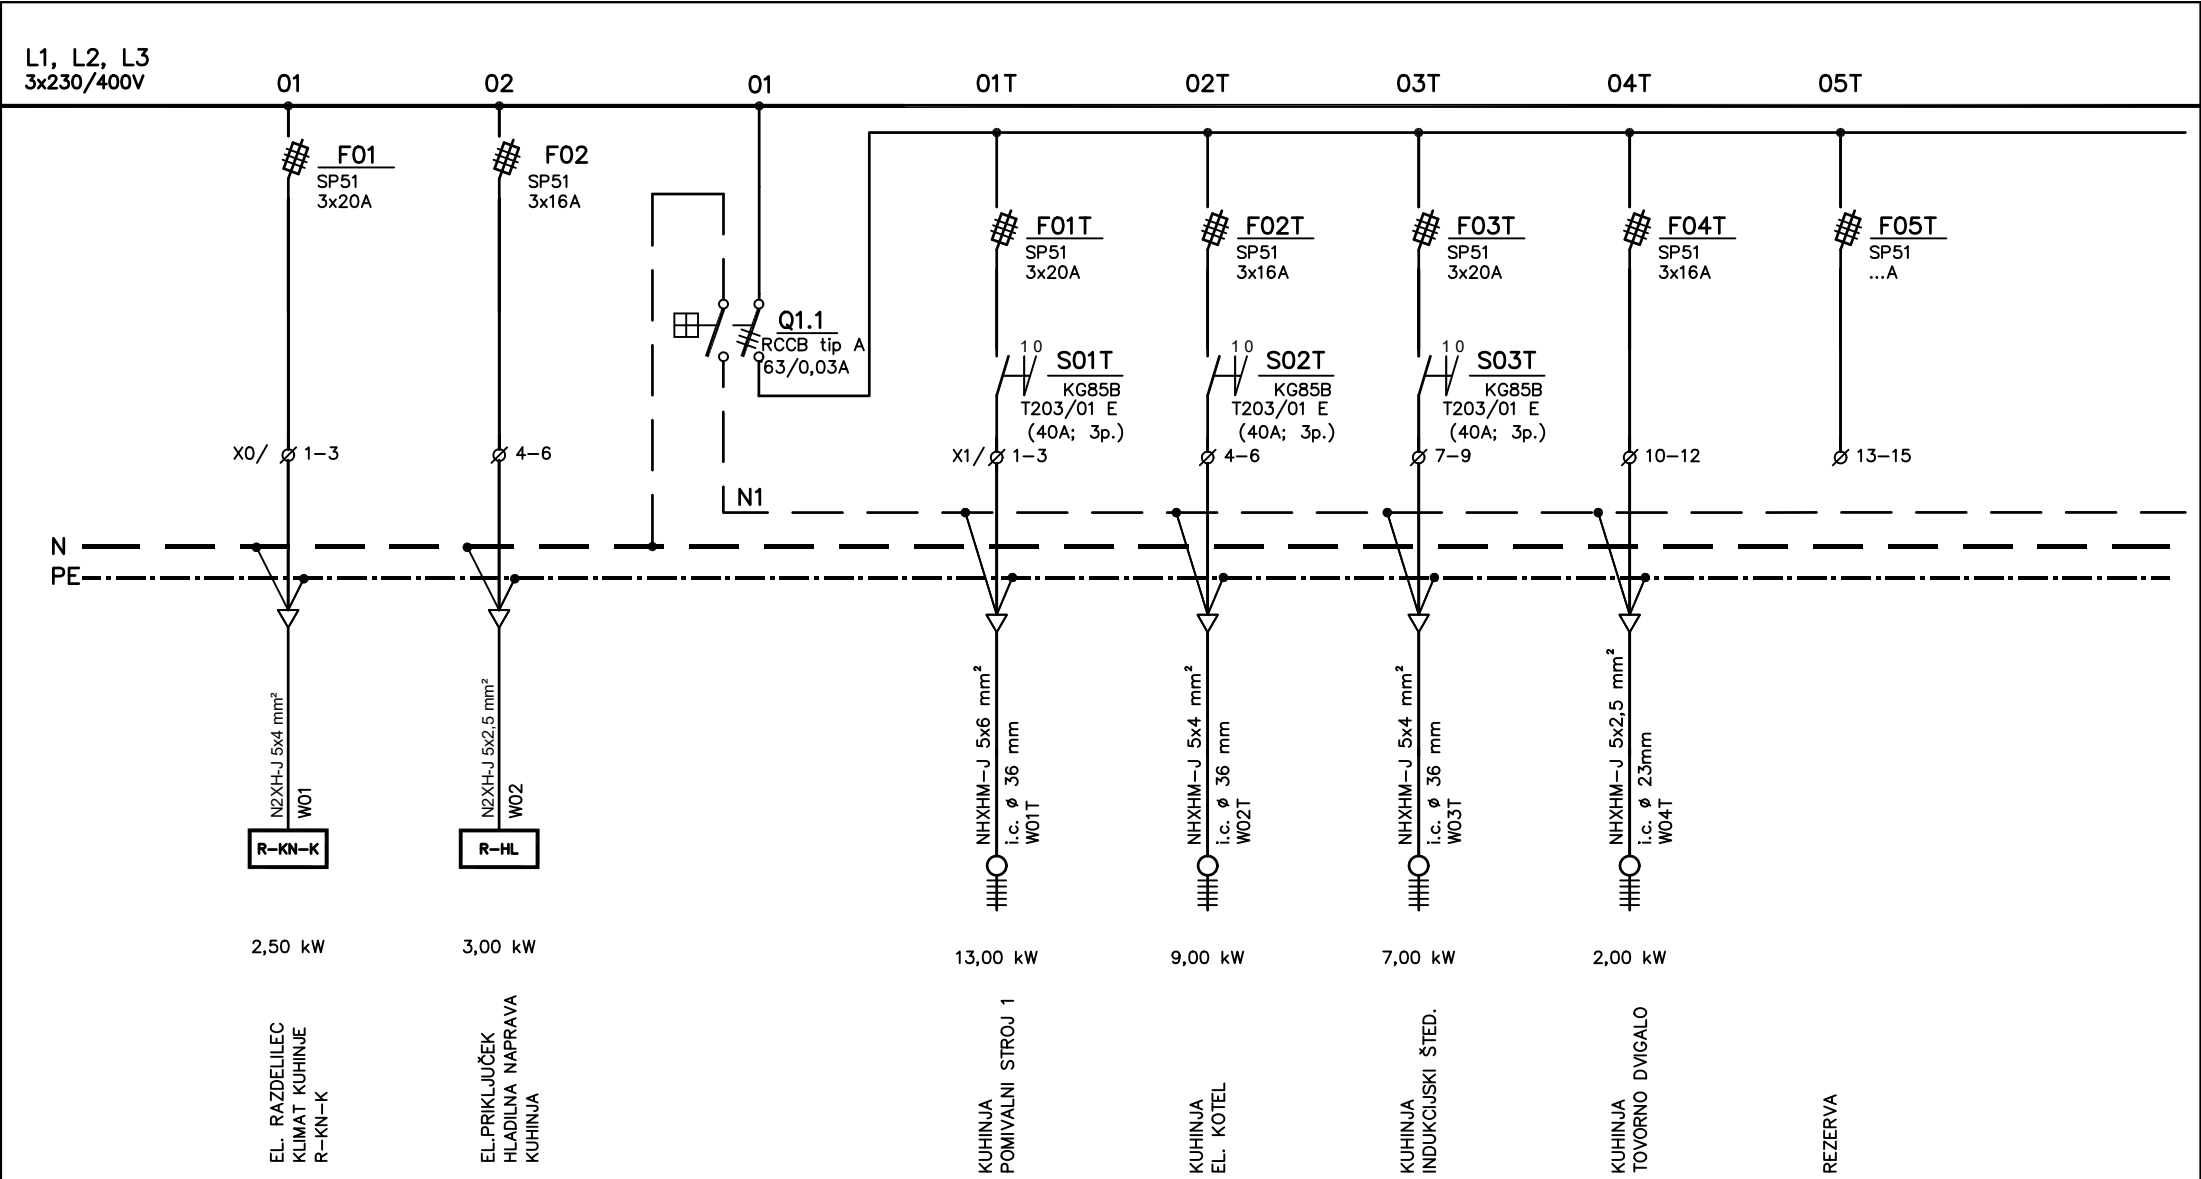 L1, L2, L3
3x230/400V
01
02
01
01T
02T
03T
04T
05T
F01
SP51
3x20A
F02
SP51
3x16A
Q1.1
RCCB tip A
63/0,03A
F01T
SP51
3x20A
F02T
SP51
3x16A
F03T
SP51
3x20A
F04T
SP51
3x16A
F05T
SP51
...A
1 0
S01T
KG85B
T203/01 E
(40A; 3p.)
1 0
S02T
KG85B
T203/01 E
(40A; 3p.)
1 0
S03T
KG85B
T203/01 E
(40A; 3p.)
X0/
1-3
4-6
X1/
1-3
4-6
7-9
10-12
13-15
N1
N
PE
N2XH-J 5x4 mm²
W01
N2XH-J 5x2,5 mm²
W02
NHXHM-J 5x6 mm²
i.c. ø 36 mm
W01T
NHXHM-J 5x4 mm²
i.c. ø 36 mm
W02T
NHXHM-J 5x4 mm²
i.c. ø 36 mm
W03T
NHXHM-J 5x2,5 mm²
i.c. ø 23mm
W04T
R-KN-K
R-HL
2,50 kW
3,00 kW
13,00 kW
9,00 kW
7,00 kW
2,00 kW
EL. RAZDELILEC
KLIMAT KUHINJE
R-KN-K
EL.PRIKLJUČEK
HLADILNA NAPRAVA
KUHINJA
KUHINJA
POMIVALNI STROJ 1
KUHINJA
EL. KOTEL
KUHINJA
INDUKCIJSKI ŠTED.
KUHINJA
TOVORNO DVIGALO
REZERVA